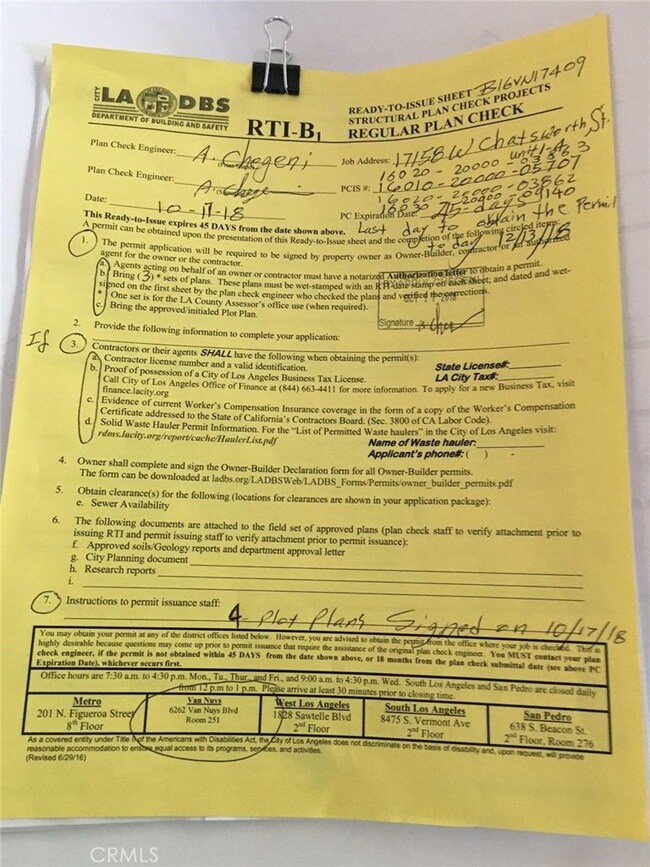 CITY
LA DBS
DEPARTMENT OF BUILDING AND SAFETY
RTI-B1
READY-TO-ISSUE SHEET B16VN17409
STRUCTURAL PLAN CHECK PROJECTS
REGULAR PLAN CHECK
Plan Check Engineer: A. Chegeni
Job Address: 17158 W Chatsworth St.
unit 1-A
16020-20000-03863
Plan Check Engineer: A. Chege
PCIS #: 16010-20000-05707
16020-20000-03862
16030-20000-09140
Date: 10-17-18
PC Expiration Date: 45-days
Last day to obtain the Permit
today 12/3/18
This Ready-to-Issue expires 45 DAYS from the date shown above.
A permit can be obtained upon the presentation of this Ready-to-Issue sheet and the completion of the following circled items
1. The permit application will be required to be signed by property owner as Owner-Builder, contractor or an authorized
agent for the owner or the contractor.
a. Agents acting on behalf of an owner or contractor must have a notarized Authorization letter to obtain a permit.
b. Bring (3)* sets of plans. These plans must be wet-stamped with an RTI date stamp on each sheet; and dated and wet-
signed on the first sheet by the plan check engineer who checked the plans and verified the corrections.
* One set is for the LA County Assessor's office use (when required).
c. Bring the approved/initialed Plot Plan.
Signature
2. Provide the following information to complete your application:
If
3. Contractors or their agents SHALL have the following when obtaining the permit(s):
a. Contractor license number and a valid identification. State License#:
b. Proof of possession of a City of Los Angeles Business Tax License. LA City Tax#:
Call City of Los Angeles Office of Finance at (844) 663-4411 for more information. To apply for a new Business Tax, visit
finance.lacity.org
c. Evidence of current Worker's Compensation Insurance coverage in the form of a copy of the Worker's Compensation
Certificate addressed to the State of California's Contractors Board. (Sec. 3800 of CA Labor Code).
d. Solid Waste Hauler Permit Information. For the "List of Permitted Waste haulers" in the City of Los Angeles visit:
rdms.lacity.org/report/cache/HaulerList.pdf Name of Waste hauler:
Applicant's phone#: ( ) -
4. Owner shall complete and sign the Owner-Builder Declaration form for all Owner-Builder permits.
The form can be downloaded at ladbs.org/LADBSWeb/LADBS_Forms/Permits/owner_builder_permits.pdf
5. Obtain clearance(s) for the following (locations for clearances are shown in your application package):
e. Sewer Availability
6. The following documents are attached to the field set of approved plans (plan check staff to verify attachment prior to
issuing RTI and permit issuing staff to verify attachment prior to permit issuance):
f. Approved soils/Geology reports and department approval letter
g. City Planning document
h. Research reports
i.
7. Instructions to permit issuance staff:
4- Plot Plans Signed on 10/17/18
You may obtain your permit at any of the district offices listed below. However, you are advised to obtain the permit from the office where your job is checked. This is
highly desirable because questions may come up prior to permit issuance that require the assistance of the original plan check engineer. You MUST contact your plan
check engineer, if the permit is not obtained within 45 DAYS from the date shown above, or 18 months from the plan check submittal date (see above PC
Expiration Date), whichever occurs first.
Office hours are 7:30 a.m. to 4:30 p.m. Mon., Tu., Thur., and Fri., and 9:00 a.m. to 4:30 p.m. Wed. South Los Angeles and San Pedro are closed daily
from 12 p.m to 1 p.m. Please arrive at least 30 minutes prior to closing time.
Metro
201 N. Figueroa Street
8th Floor
Van Nuys
6262 Van Nuys Blvd
Room 251
West Los Angeles
1828 Sawtelle Blvd
2nd Floor
South Los Angeles
8475 S. Vermont Ave
2nd Floor
San Pedro
638 S. Beacon St.
2nd Floor, Room 276
As a covered entity under Title II of the Americans with Disabilities Act, the City of Los Angeles does not discriminate on the basis of disability and, upon request, will provide
reasonable accommodation to ensure equal access to its programs, services, and activities.
(Revised 6/29/16)
CRMLS